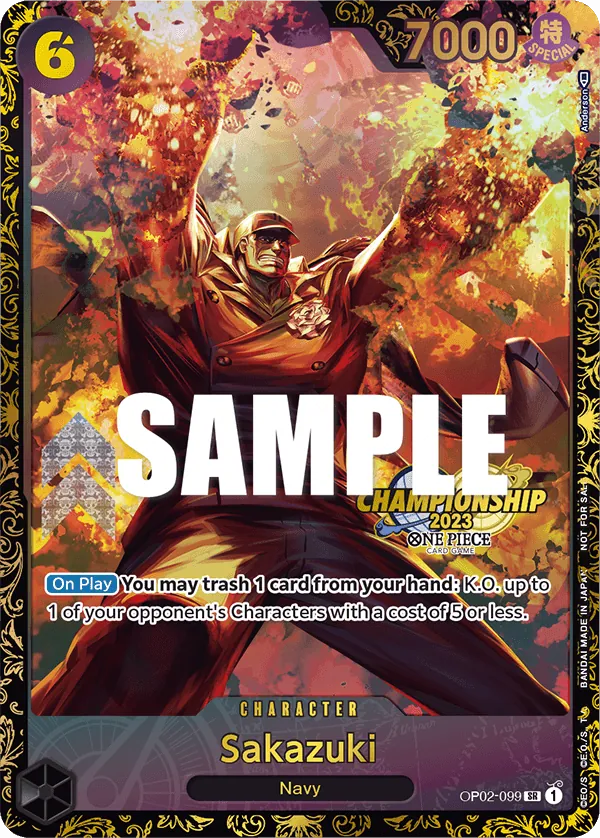 6
7000
特
SPECIAL
Anderson
SAMPLE
CHAMPIONSHIP
2023
ONE PIECE
CARD GAME
On Play You may trash 1 card from your hand: K.O. up to
1 of your opponent's Characters with a cost of 5 or less.
BANDAI MADE IN JAPAN NOT FOR SALE
©E.O./S.
CHARACTER
Sakazuki
Navy
OP02-099 SR 1